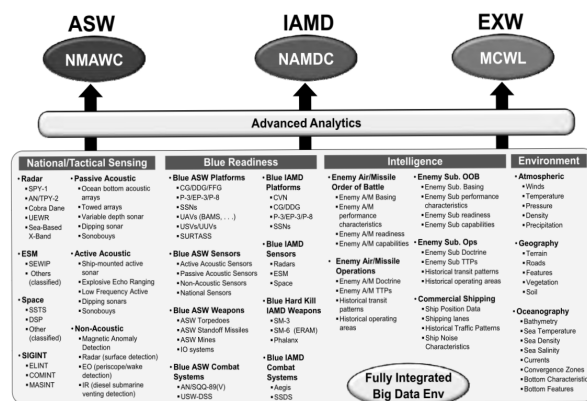 ASW
IAMD
EXW
NMAWC
NAMDC
MCWL
Advanced Analytics
National/Tactical Sensing
• Radar
▪ SPY-1
▪ AN/TPY-2
▪ Cobra Dane
▪ UEWR
▪ Sea-Based
X-Band
• ESM
▪ SEWIP
▪ Others
(classified)
• Space
▪ SSTS
▪ DSP
▪ Other
(classified)
• SIGINT
▪ ELINT
▪ COMINT
▪ MASINT
• Passive Acoustic
▪ Ocean bottom acoustic
arrays
▪ Towed arrays
▪ Variable depth sonar
▪ Dipping sonar
▪ Sonobouys
• Active Acoustic
▪ Ship-mounted active
sonar
▪ Explosive Echo Ranging
▪ Low Frequency Active
▪ Dipping sonars
▪ Sonobouys
• Non-Acoustic
▪ Magnetic Anomaly
Detection
▪ Radar (surface detection)
▪ EO (periscope/wake
detection)
▪ IR (diesel submarine
venting detection)
Blue Readiness
• Blue ASW Platforms
▪ CG/DDG/FFG
▪ P-3/EP-3/P-8
▪ SSNs
▪ UAVs (BAMS, . . . .)
▪ USVs/UUVs
▪ SURTASS
• Blue ASW Sensors
▪ Active Acoustic Sensors
▪ Passive Acoustic Sensors
▪ Non-Acoustic Sensors
▪ National Sensors
• Blue ASW Weapons
▪ ASW Torpedoes
▪ ASW Standoff Missiles
▪ ASW Mines
▪ IO systems
• Blue ASW Combat
Systems
▪ AN/SQQ-89(V)
▪ USW-DSS
• Blue IAMD
Platforms
▪ CVN
▪ CG/DDG
▪ P-3/EP-3/P-8
▪ SSNs
• Blue IAMD
Sensors
▪ Radars
▪ ESM
▪ Space
• Blue Hard Kill
IAMD Weapons
▪ SM-3
▪ SM-6 (ERAM)
▪ Phalanx
• Blue IAMD
Combat
Systems
▪ Aegis
▪ SSDS
Intelligence
• Enemy Air/Missile
Order of Battle
▪ Enemy A/M Basing
▪ Enemy A/M
performance
characteristics
▪ Enemy A/M readiness
▪ Enemy A/M capabilities
• Enemy Air/Missile
Operations
▪ Enemy A/M Doctrine
▪ Enemy A/M TTPs
▪ Historical transit
patterns
▪ Historical operating
areas
• Enemy Sub. OOB
▪ Enemy Sub. Basing
▪ Enemy Sub performance
characteristics
▪ Enemy Sub readiness
▪ Enemy Sub capabilities
• Enemy Sub. Ops
▪ Enemy Sub Doctrine
▪ Enemy Sub TTPs
▪ Historical transit patterns
▪ Historical operating areas
• Commercial Shipping
▪ Ship Position Data
▪ Shipping lanes
▪ Historical Traffic Patterns
▪ Ship Noise
Characteristics
Environment
• Atmospheric
▪ Winds
▪ Temperature
▪ Pressure
▪ Density
▪ Precipitation
• Geography
▪ Terrain
▪ Roads
▪ Features
▪ Vegetation
▪ Soil
• Oceanography
▪ Bathymetry
▪ Sea Temperature
▪ Sea Density
▪ Sea Salinity
▪ Currents
▪ Convergence Zones
▪ Bottom Characteristics
▪ Bottom Features
Fully Integrated
Big Data Env